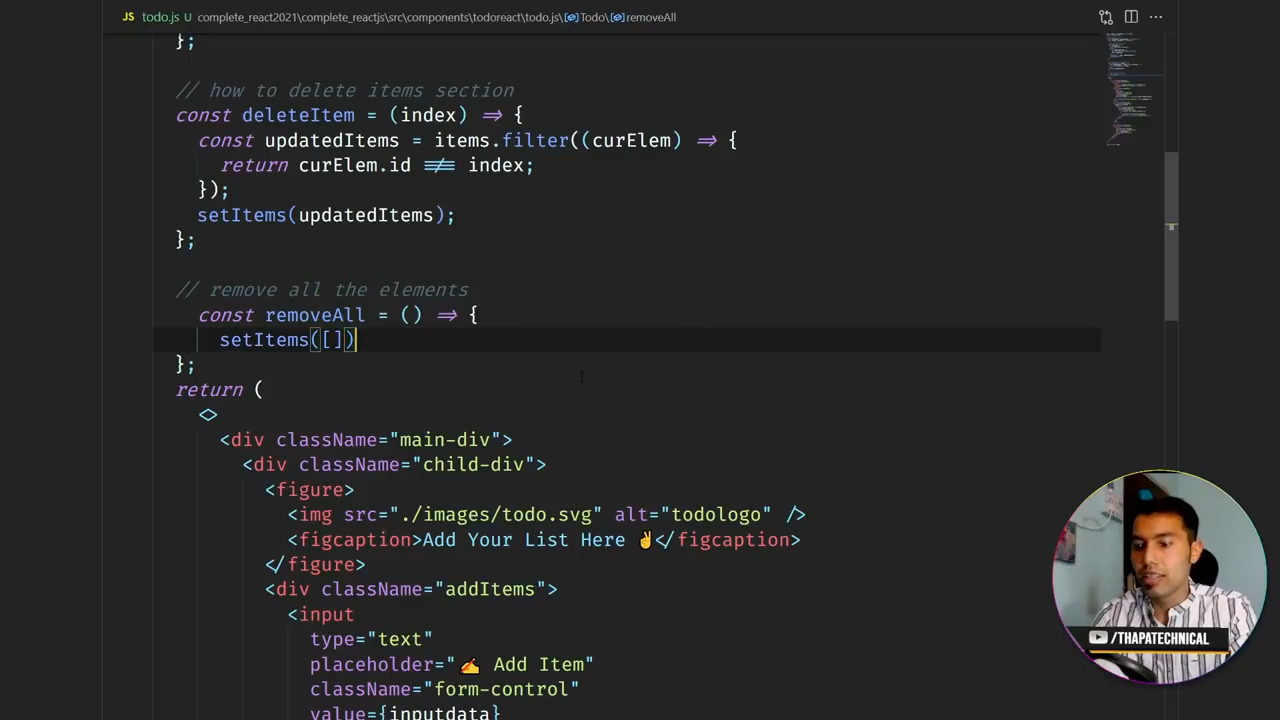 JS todo.js U complete_react2021\complete_reactjs\src\components\todoreact\todo.js\Todo\removeAll
};
// how to delete items section
const deleteItem = (index) => {
const updatedItems = items.filter((curElem) => {
return curElem.id !== index;
});
setItems(updatedItems);
};
// remove all the elements
const removeAll = () => {
setItems([])
};
return (
<>
<div className="main-div">
<div className="child-div">
<figure>
<img src="./images/todo.svg" alt="todologo" />
<figcaption>Add Your List Here ✌</figcaption>
</figure>
<div className="addItems">
<input
type="text"
placeholder="✍ Add Item"
className="form-control"
value={inputdata}
/THAPATECHNICAL